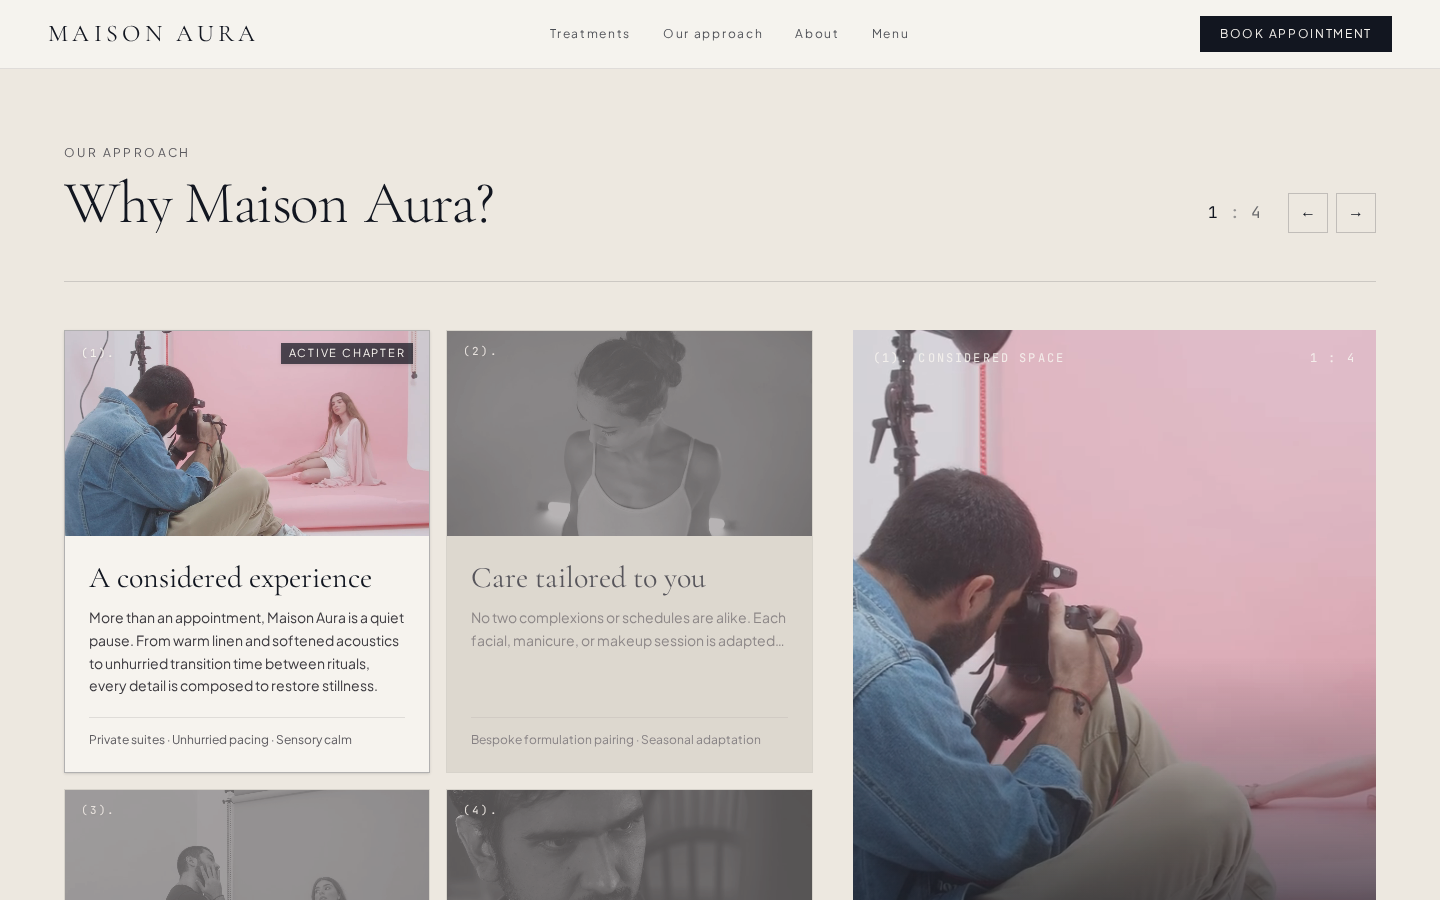 MAISON AURA
Treatments
Our approach
About
Menu
BOOK APPOINTMENT
OUR APPROACH
Why Maison Aura?
1 : 4
← →
(1).
ACTIVE CHAPTER
A considered experience
More than an appointment, Maison Aura is a quiet
pause. From warm linen and softened acoustics
to unhurried transition time between rituals,
every detail is composed to restore stillness.
Private suites · Unhurried pacing · Sensory calm
(2).
Care tailored to you
No two complexions or schedules are alike. Each
facial, manicure, or makeup session is adapted…
Bespoke formulation pairing · Seasonal adaptation
(3).
(4).
(1). CONSIDERED SPACE
1 : 4